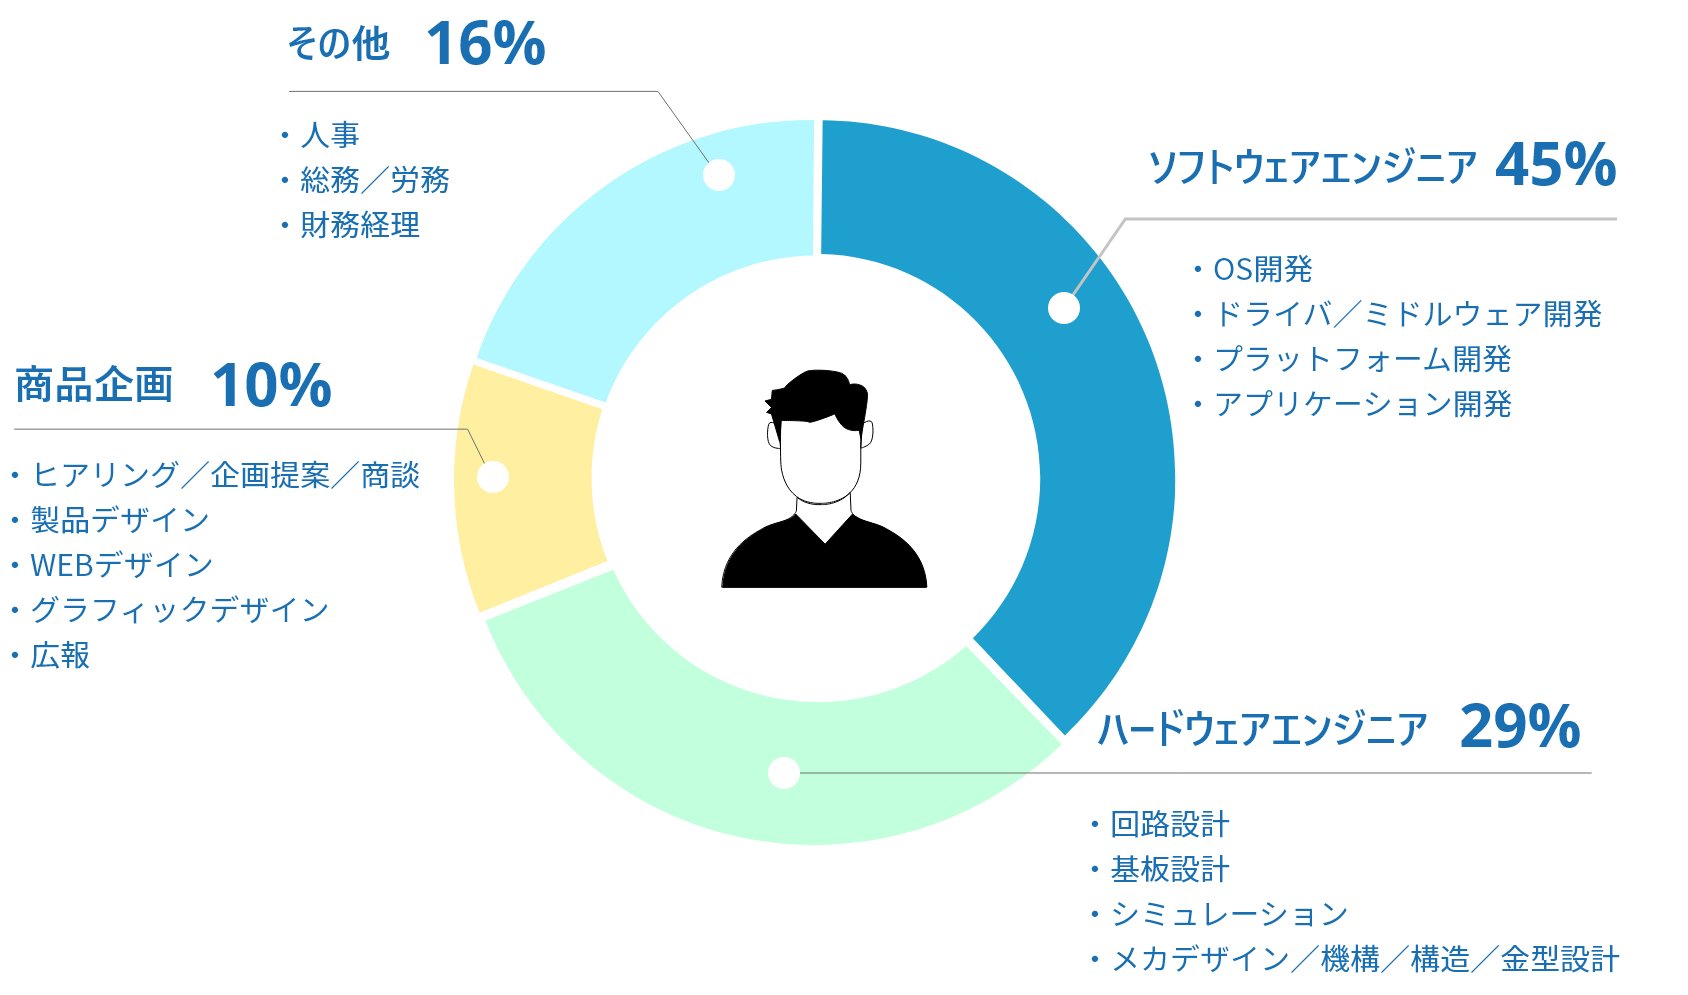 その他 16%
・人事
・総務／労務
・財務経理
ソフトウェアエンジニア 45%
・OS開発
・ドライバ／ミドルウェア開発
・プラットフォーム開発
・アプリケーション開発
商品企画 10%
・ヒアリング／企画提案／商談
・製品デザイン
・WEBデザイン
・グラフィックデザイン
・広報
ハードウェアエンジニア 29%
・回路設計
・基板設計
・シミュレーション
・メカデザイン／機構／構造／金型設計